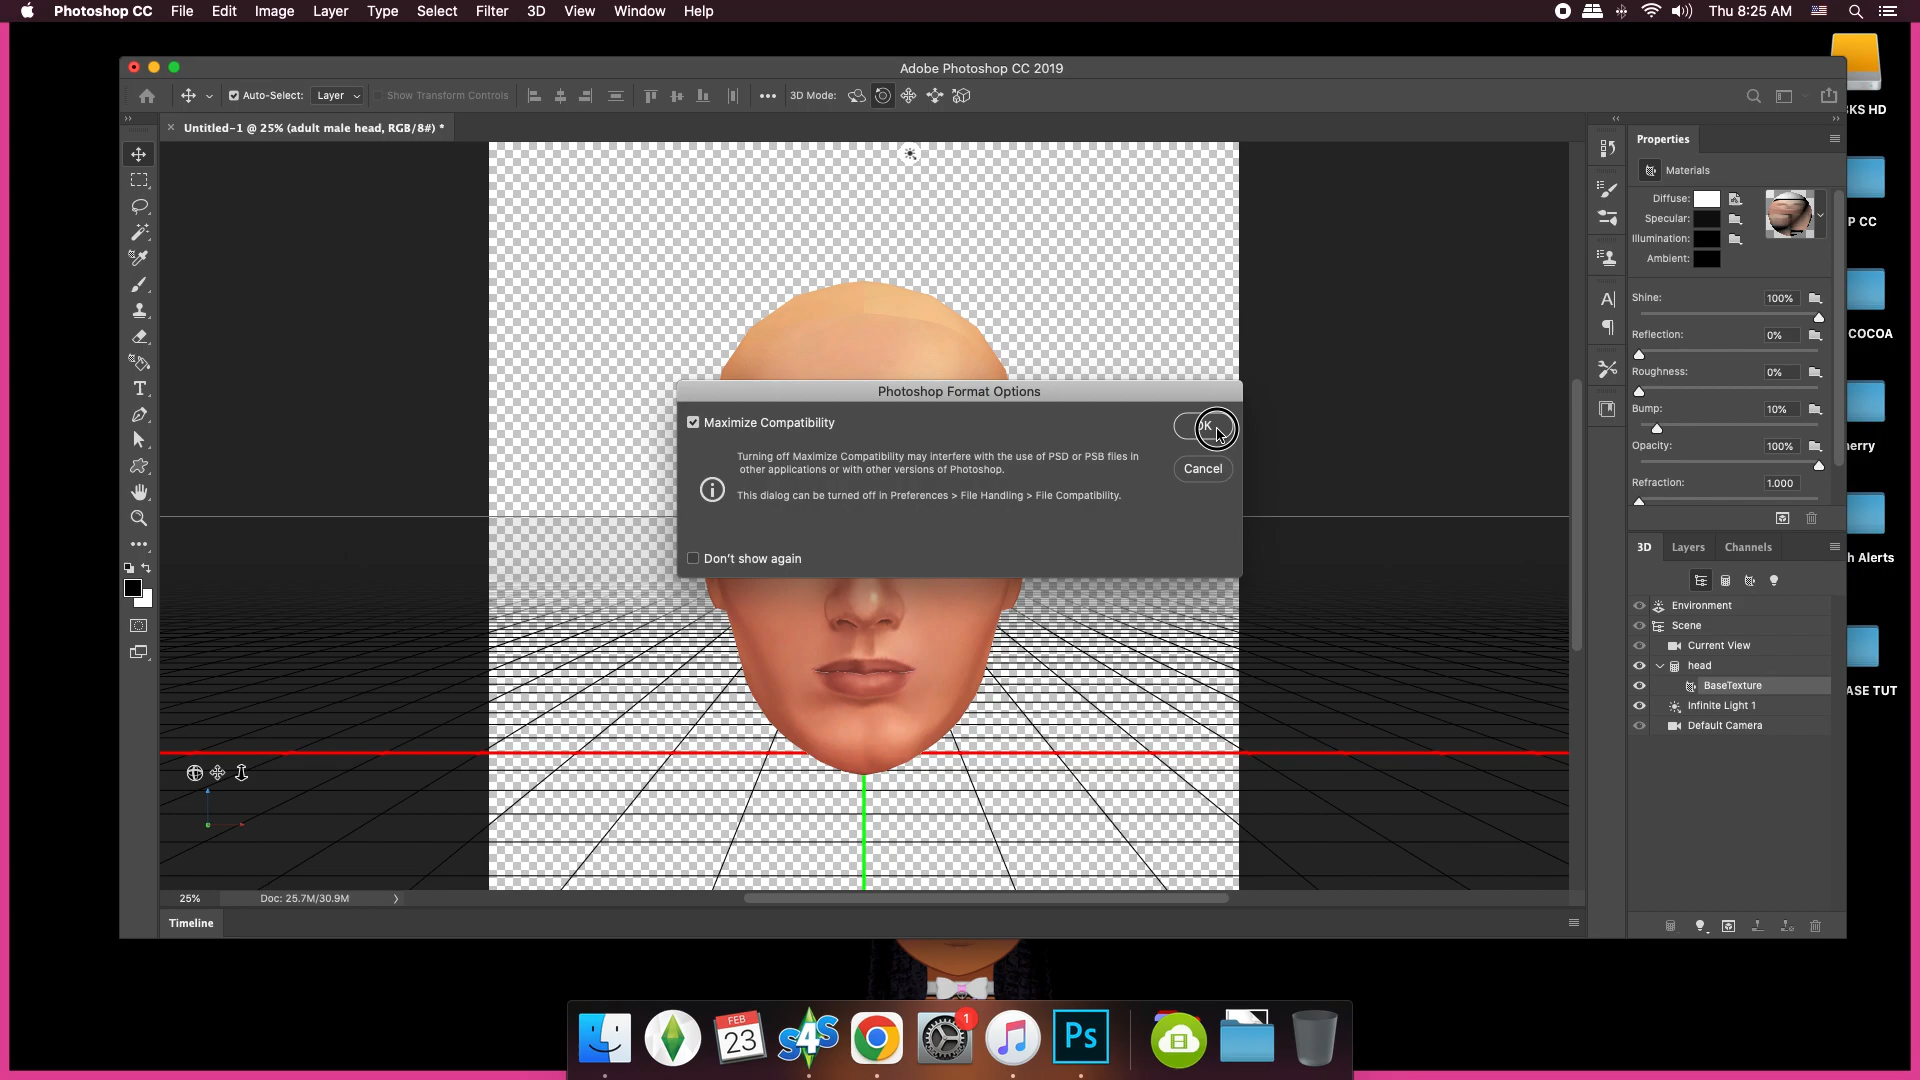 Photoshop CC File Edit Image Layer Type Select Filter 3D View Window Help Thu 8:25 AM
Adobe Photoshop CC 2019
Auto-Select: Layer Show Transform Controls 3D Mode:
Untitled-1 @ 25% (adult male head, RGB/8#) *
KS HD
Properties
Materials
Diffuse:
Specular:
Illumination:
Ambient:
P CC
Shine: 100%
Reflection: 0%
COCOA
Roughness: 0%
Bump: 10%
Opacity: 100%
erry
Refraction: 1.000
Photoshop Format Options
Maximize Compatibility
Turning off Maximize Compatibility may interfere with the use of PSD or PSB files in
other applications or with other versions of Photoshop.
This dialog can be turned off in Preferences > File Handling > File Compatibility.
OK
Cancel
Don't show again
3D Layers Channels
h Alerts
Environment
Scene
Current View
head
BaseTexture
ASE TUT
Infinite Light 1
Default Camera
25% Doc: 25.7M/30.9M
Timeline
FEB
23
S4S
1
Ps